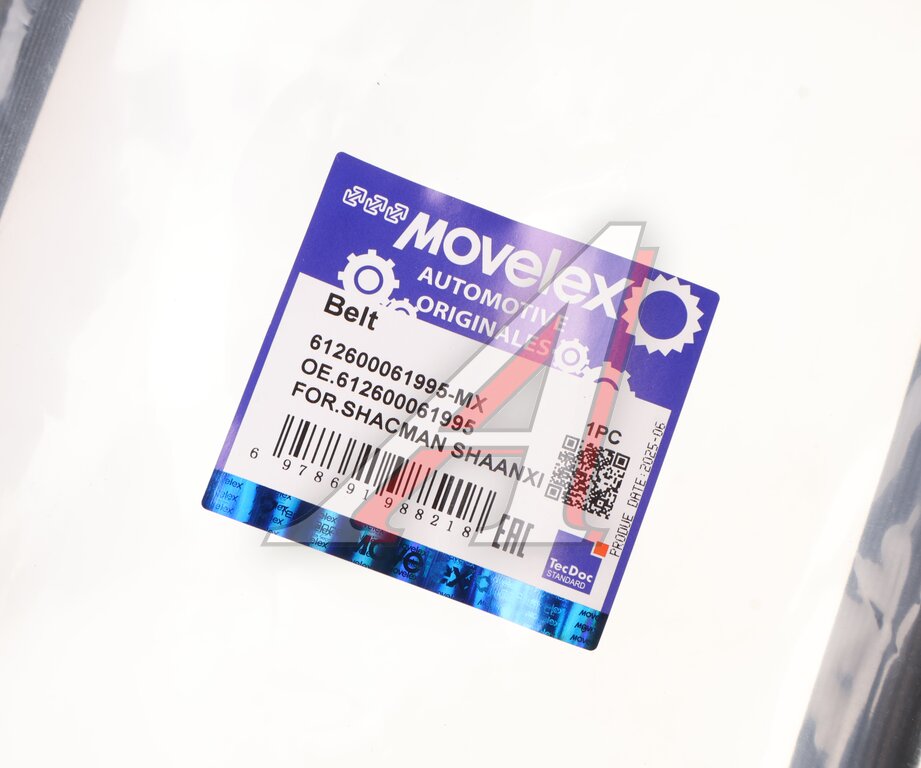 Movelex
AUTOMOTIVE
ORIGINALES
Belt
612600061995-MX
OE.612600061995
FOR.SHACMAN SHAANXI
1PC
PRODUE DATE:2025-06
6 978691 988218
EAC
TecDoc
STANDARD